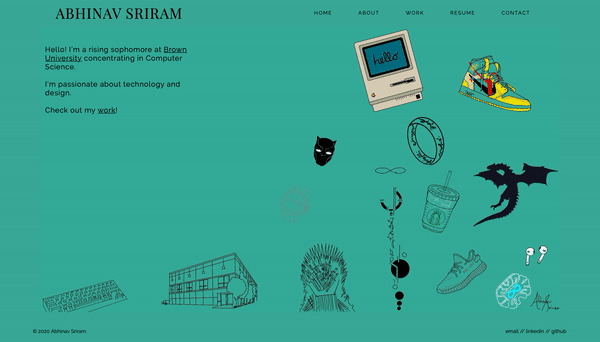 ABHINAV SRIRAM
HOME ABOUT WORK RESUME CONTACT
Hello! I'm a rising sophomore at Brown
University concentrating in Computer
Science.
I'm passionate about technology and
design.
Check out my work!
hello.
© 2020 Abhinav Sriram.
email // linkedin // github